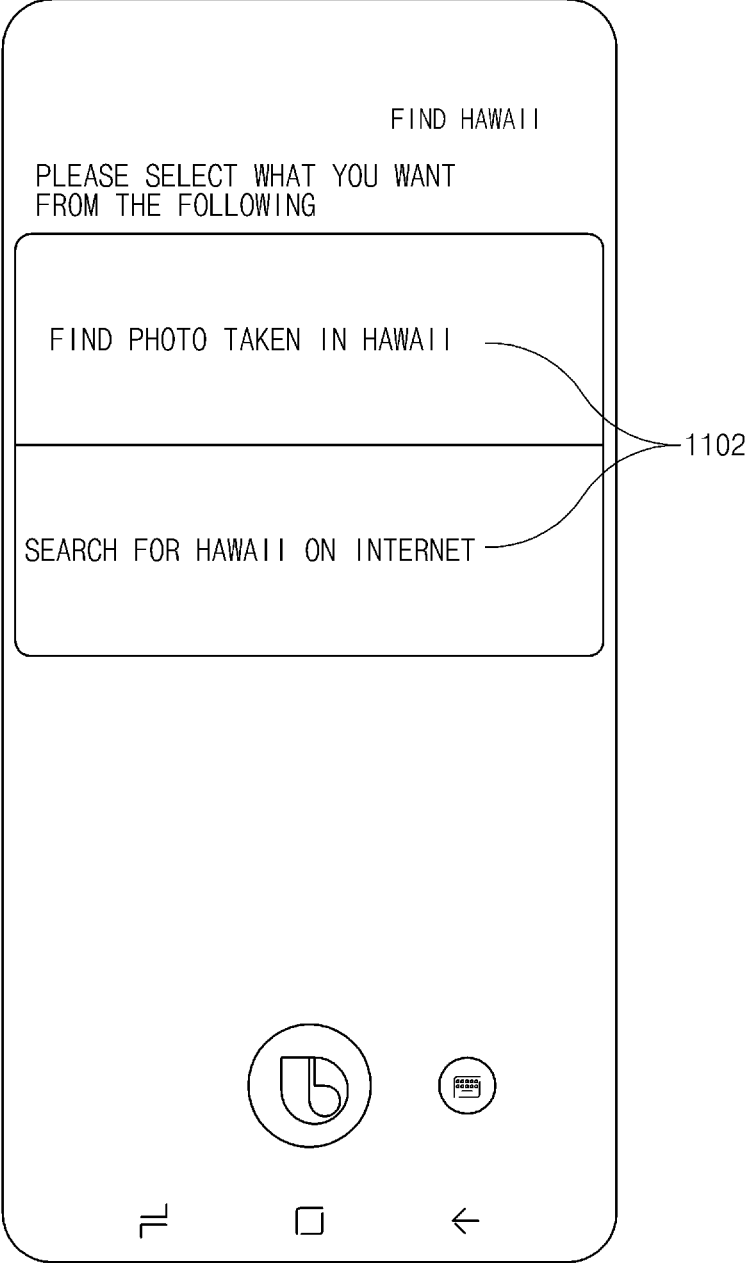 FIND HAWAII
PLEASE SELECT WHAT YOU WANT
FROM THE FOLLOWING
FIND PHOTO TAKEN IN HAWAII
1102
SEARCH FOR HAWAII ON INTERNET